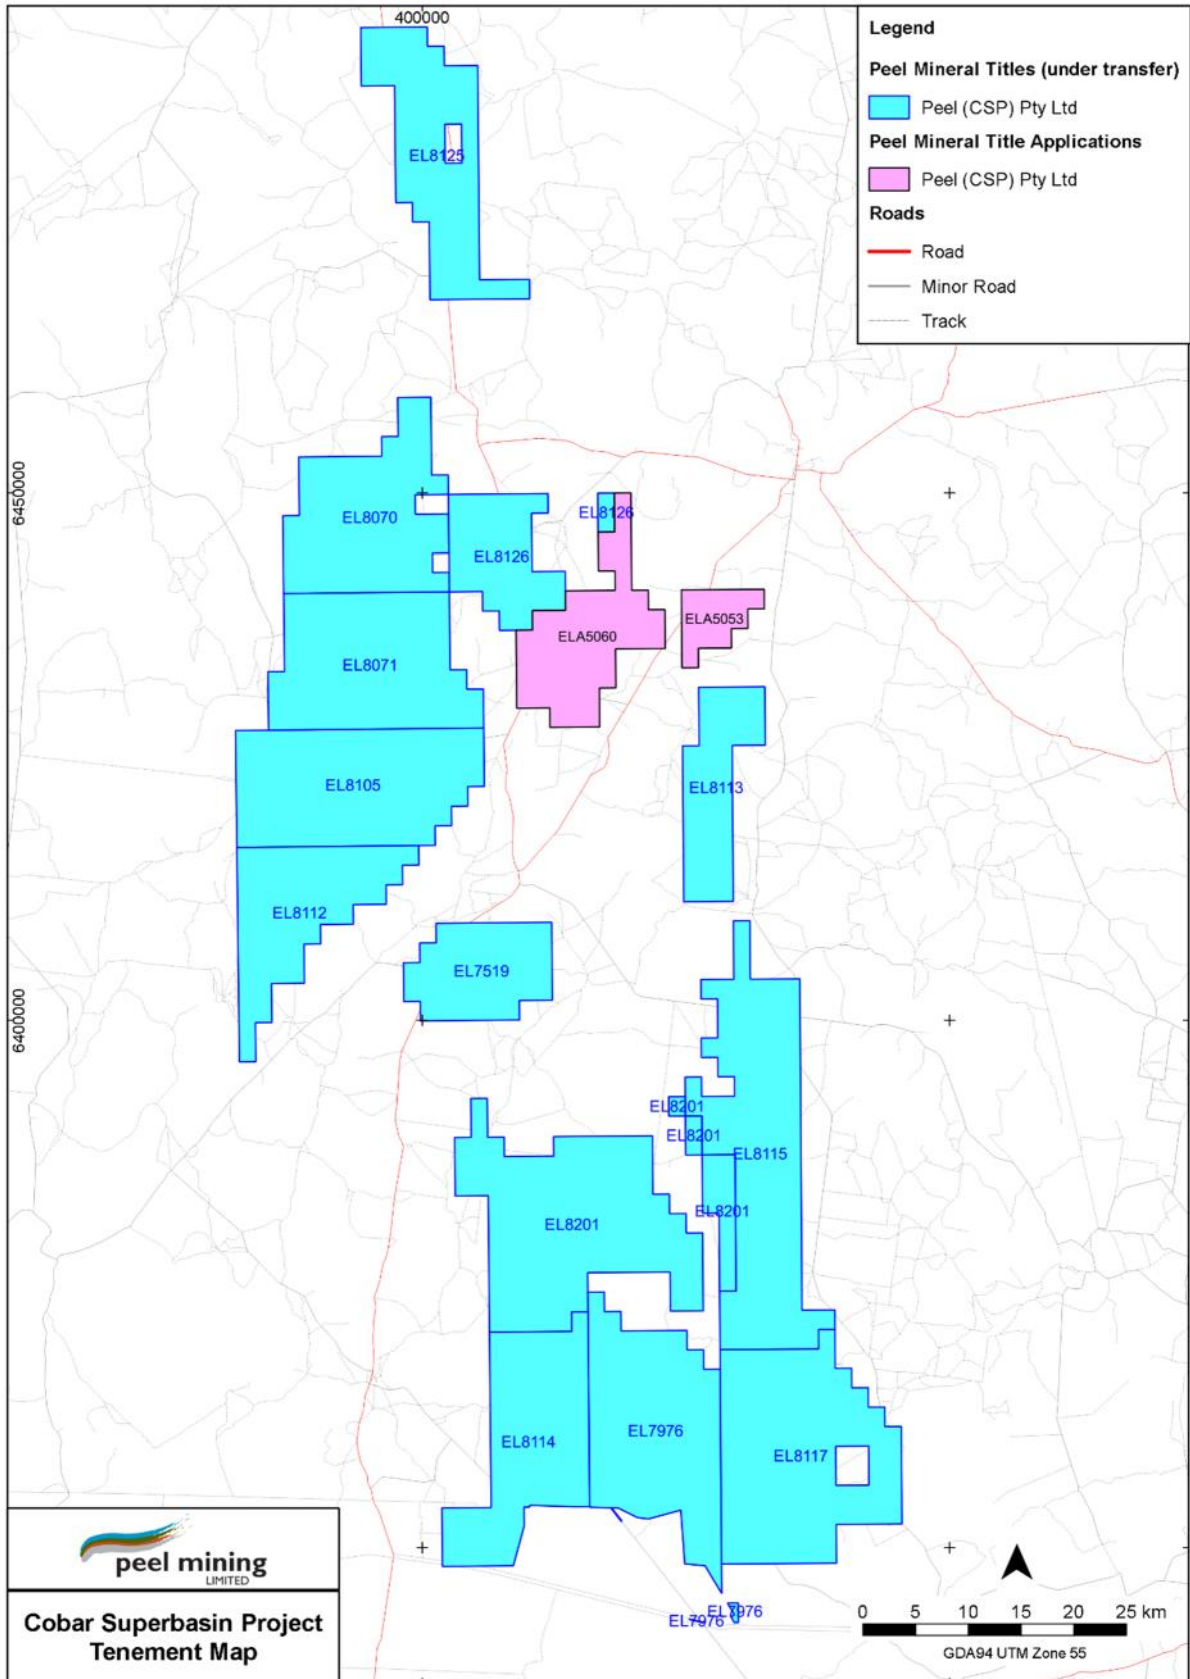 400000
Legend
Peel Mineral Titles (under transfer)
Peel (CSP) Pty Ltd
Peel Mineral Title Applications
Peel (CSP) Pty Ltd
Roads
Road
Minor Road
Track
EL8125
6450000
EL8070
EL8126
EL8126
ELA5060
ELA5053
EL8071
EL8105
EL8113
EL8112
EL7519
6400000
EL8201
EL8201
EL8115
EL8201
EL8201
EL8114
EL7976
EL8117
EL7976
EL7976
peel mining
LIMITED
Cobar Superbasin Project
Tenement Map
0 5 10 15 20 25 km
GDA94 UTM Zone 55